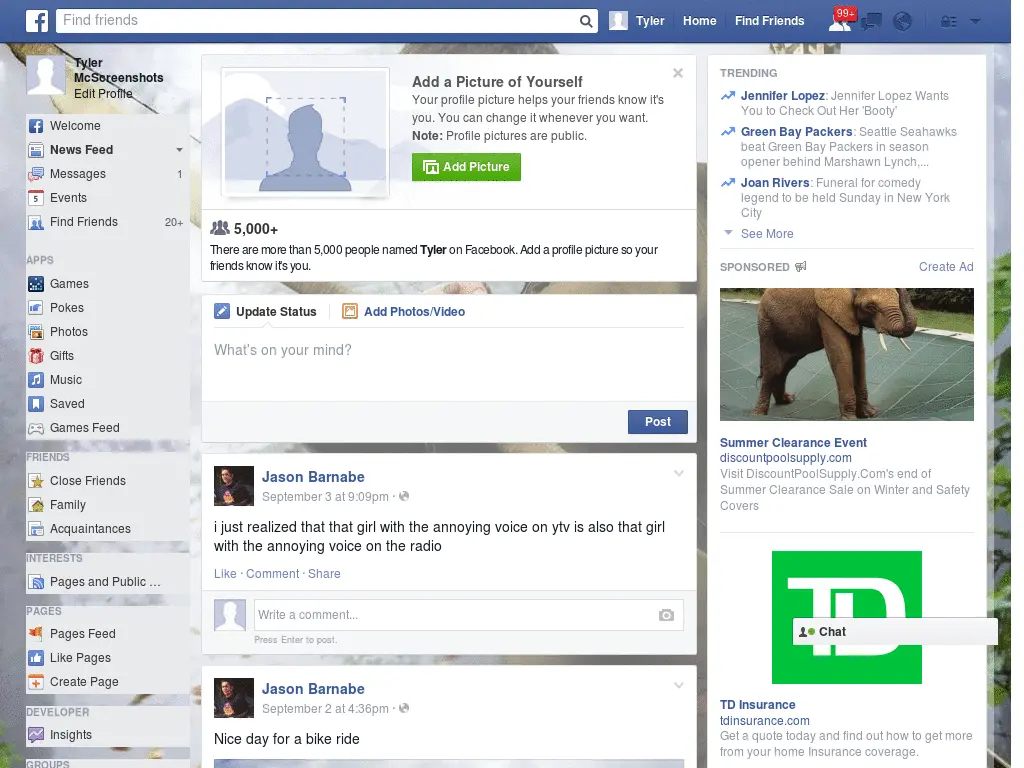 Find friends
Tyler
Home
Find Friends
99+
Tyler
McScreenshots
Edit Profile
Welcome
News Feed
Messages
1
Events
Find Friends
20+
APPS
Games
Pokes
Photos
Gifts
Music
Saved
Games Feed
FRIENDS
Close Friends
Family
Acquaintances
INTERESTS
Pages and Public ...
PAGES
Pages Feed
Like Pages
Create Page
DEVELOPER
Insights
GROUPS
Add a Picture of Yourself
Your profile picture helps your friends know it's
you. You can change it whenever you want.
Note: Profile pictures are public.
Add Picture
5,000+
There are more than 5,000 people named Tyler on Facebook. Add a profile picture so your
friends know it's you.
Update Status
Add Photos/Video
What's on your mind?
Post
Jason Barnabe
September 3 at 9:09pm ·
i just realized that that girl with the annoying voice on ytv is also that girl
with the annoying voice on the radio
Like · Comment · Share
Write a comment...
Press Enter to post.
Jason Barnabe
September 2 at 4:36pm ·
Nice day for a bike ride
TRENDING
Jennifer Lopez: Jennifer Lopez Wants
You to Check Out Her 'Booty'
Green Bay Packers: Seattle Seahawks
beat Green Bay Packers in season
opener behind Marshawn Lynch,...
Joan Rivers: Funeral for comedy
legend to be held Sunday in New York
City
See More
SPONSORED
Create Ad
Summer Clearance Event
discountpoolsupply.com
Visit DiscountPoolSupply.Com's end of
Summer Clearance Sale on Winter and Safety
Covers
TD
Chat
TD Insurance
tdinsurance.com
Get a quote today and find out how to get more
from your home Insurance coverage.